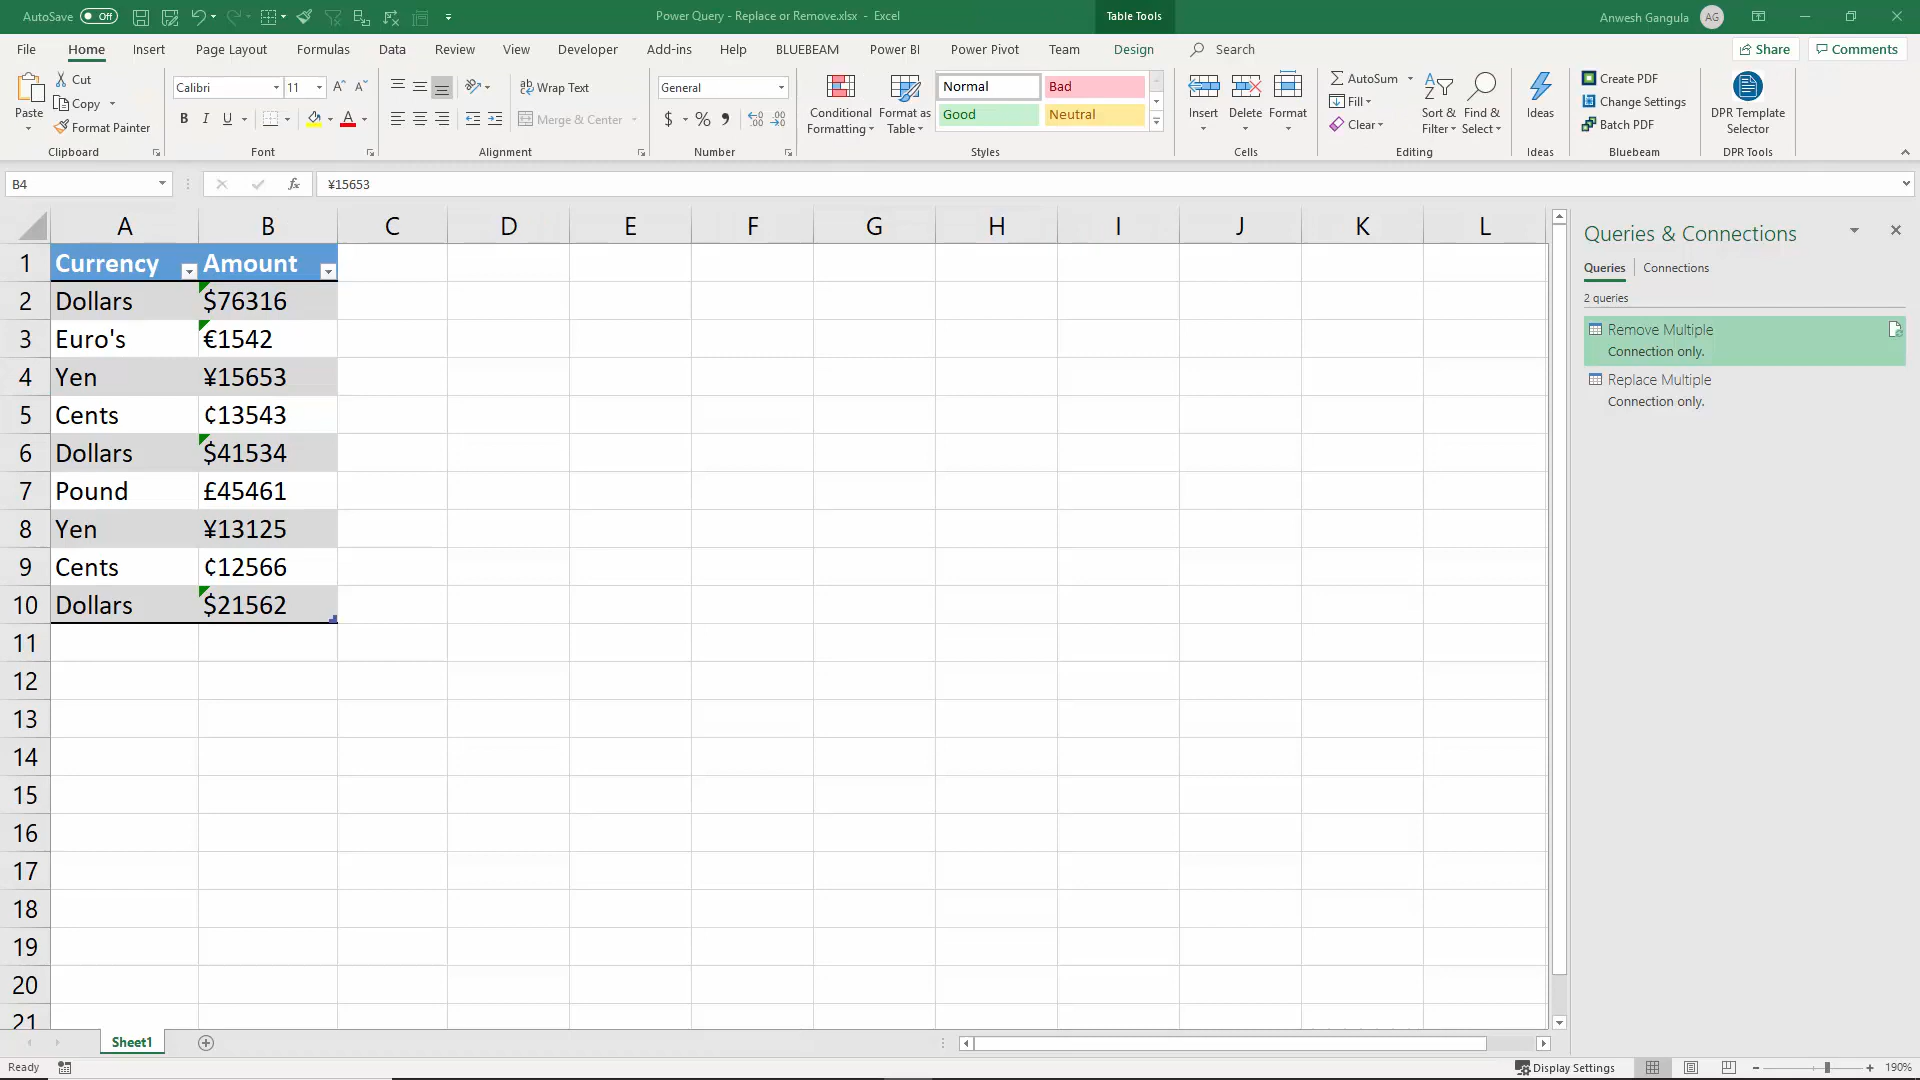 AutoSave Off
Power Query - Replace or Remove.xlsx - Excel
Table Tools
Anwesh Gangula AG
File Home Insert Page Layout Formulas Data Review View Developer Add-ins Help BLUEBEAM Power BI Power Pivot Team Design Search
Share Comments
Paste
Cut
Copy
Format Painter
Clipboard
Calibri 11
B I U A
Font
Wrap Text
Merge & Center
Alignment
General
$ % ,
Number
Conditional Formatting
Format as Table
Normal Bad
Good Neutral
Styles
Insert Delete Format
Cells
AutoSum
Fill
Clear
Sort & Filter
Find & Select
Editing
Ideas
Ideas
Create PDF
Change Settings
Batch PDF
Bluebeam
DPR Template Selector
DPR Tools
B4 fx ¥15653
A B C D E F G H I J K L
1 Currency Amount
2 Dollars $76316
3 Euro's €1542
4 Yen ¥15653
5 Cents ¢13543
6 Dollars $41534
7 Pound £45461
8 Yen ¥13125
9 Cents ¢12566
10 Dollars $21562
11
12
13
14
15
16
17
18
19
20
21
Queries & Connections
Queries Connections
2 queries
Remove Multiple
Connection only.
Replace Multiple
Connection only.
Sheet1
Ready
Display Settings
190%